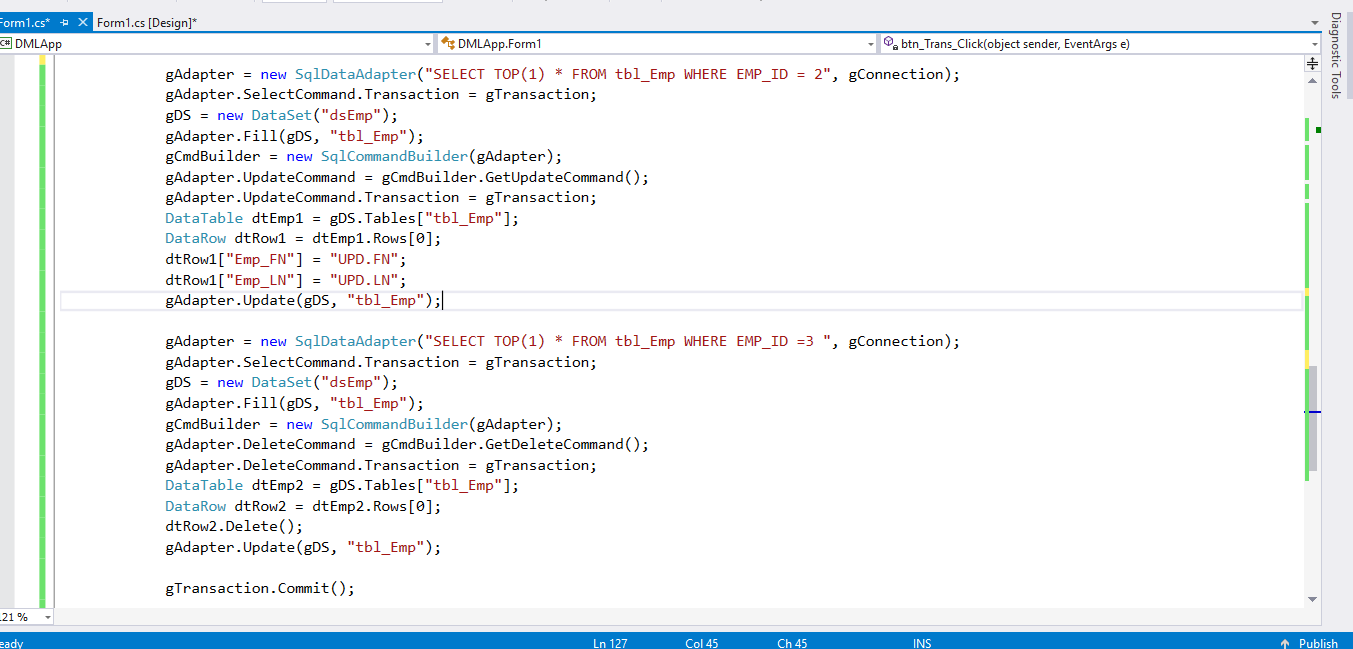 Form1.cs* Form1.cs [Design]*
C# DMLApp DMLApp.Form1 btn_Trans_Click(object sender, EventArgs e)
Diagnostic Tools
gAdapter = new SqlDataAdapter("SELECT TOP(1) * FROM tbl_Emp WHERE EMP_ID = 2", gConnection);
gAdapter.SelectCommand.Transaction = gTransaction;
gDS = new DataSet("dsEmp");
gAdapter.Fill(gDS, "tbl_Emp");
gCmdBuilder = new SqlCommandBuilder(gAdapter);
gAdapter.UpdateCommand = gCmdBuilder.GetUpdateCommand();
gAdapter.UpdateCommand.Transaction = gTransaction;
DataTable dtEmp1 = gDS.Tables["tbl_Emp"];
DataRow dtRow1 = dtEmp1.Rows[0];
dtRow1["Emp_FN"] = "UPD.FN";
dtRow1["Emp_LN"] = "UPD.LN";
gAdapter.Update(gDS, "tbl_Emp");
gAdapter = new SqlDataAdapter("SELECT TOP(1) * FROM tbl_Emp WHERE EMP_ID =3 ", gConnection);
gAdapter.SelectCommand.Transaction = gTransaction;
gDS = new DataSet("dsEmp");
gAdapter.Fill(gDS, "tbl_Emp");
gCmdBuilder = new SqlCommandBuilder(gAdapter);
gAdapter.DeleteCommand = gCmdBuilder.GetDeleteCommand();
gAdapter.DeleteCommand.Transaction = gTransaction;
DataTable dtEmp2 = gDS.Tables["tbl_Emp"];
DataRow dtRow2 = dtEmp2.Rows[0];
dtRow2.Delete();
gAdapter.Update(gDS, "tbl_Emp");
gTransaction.Commit();
121 %
eady Ln 127 Col 45 Ch 45 INS Publish